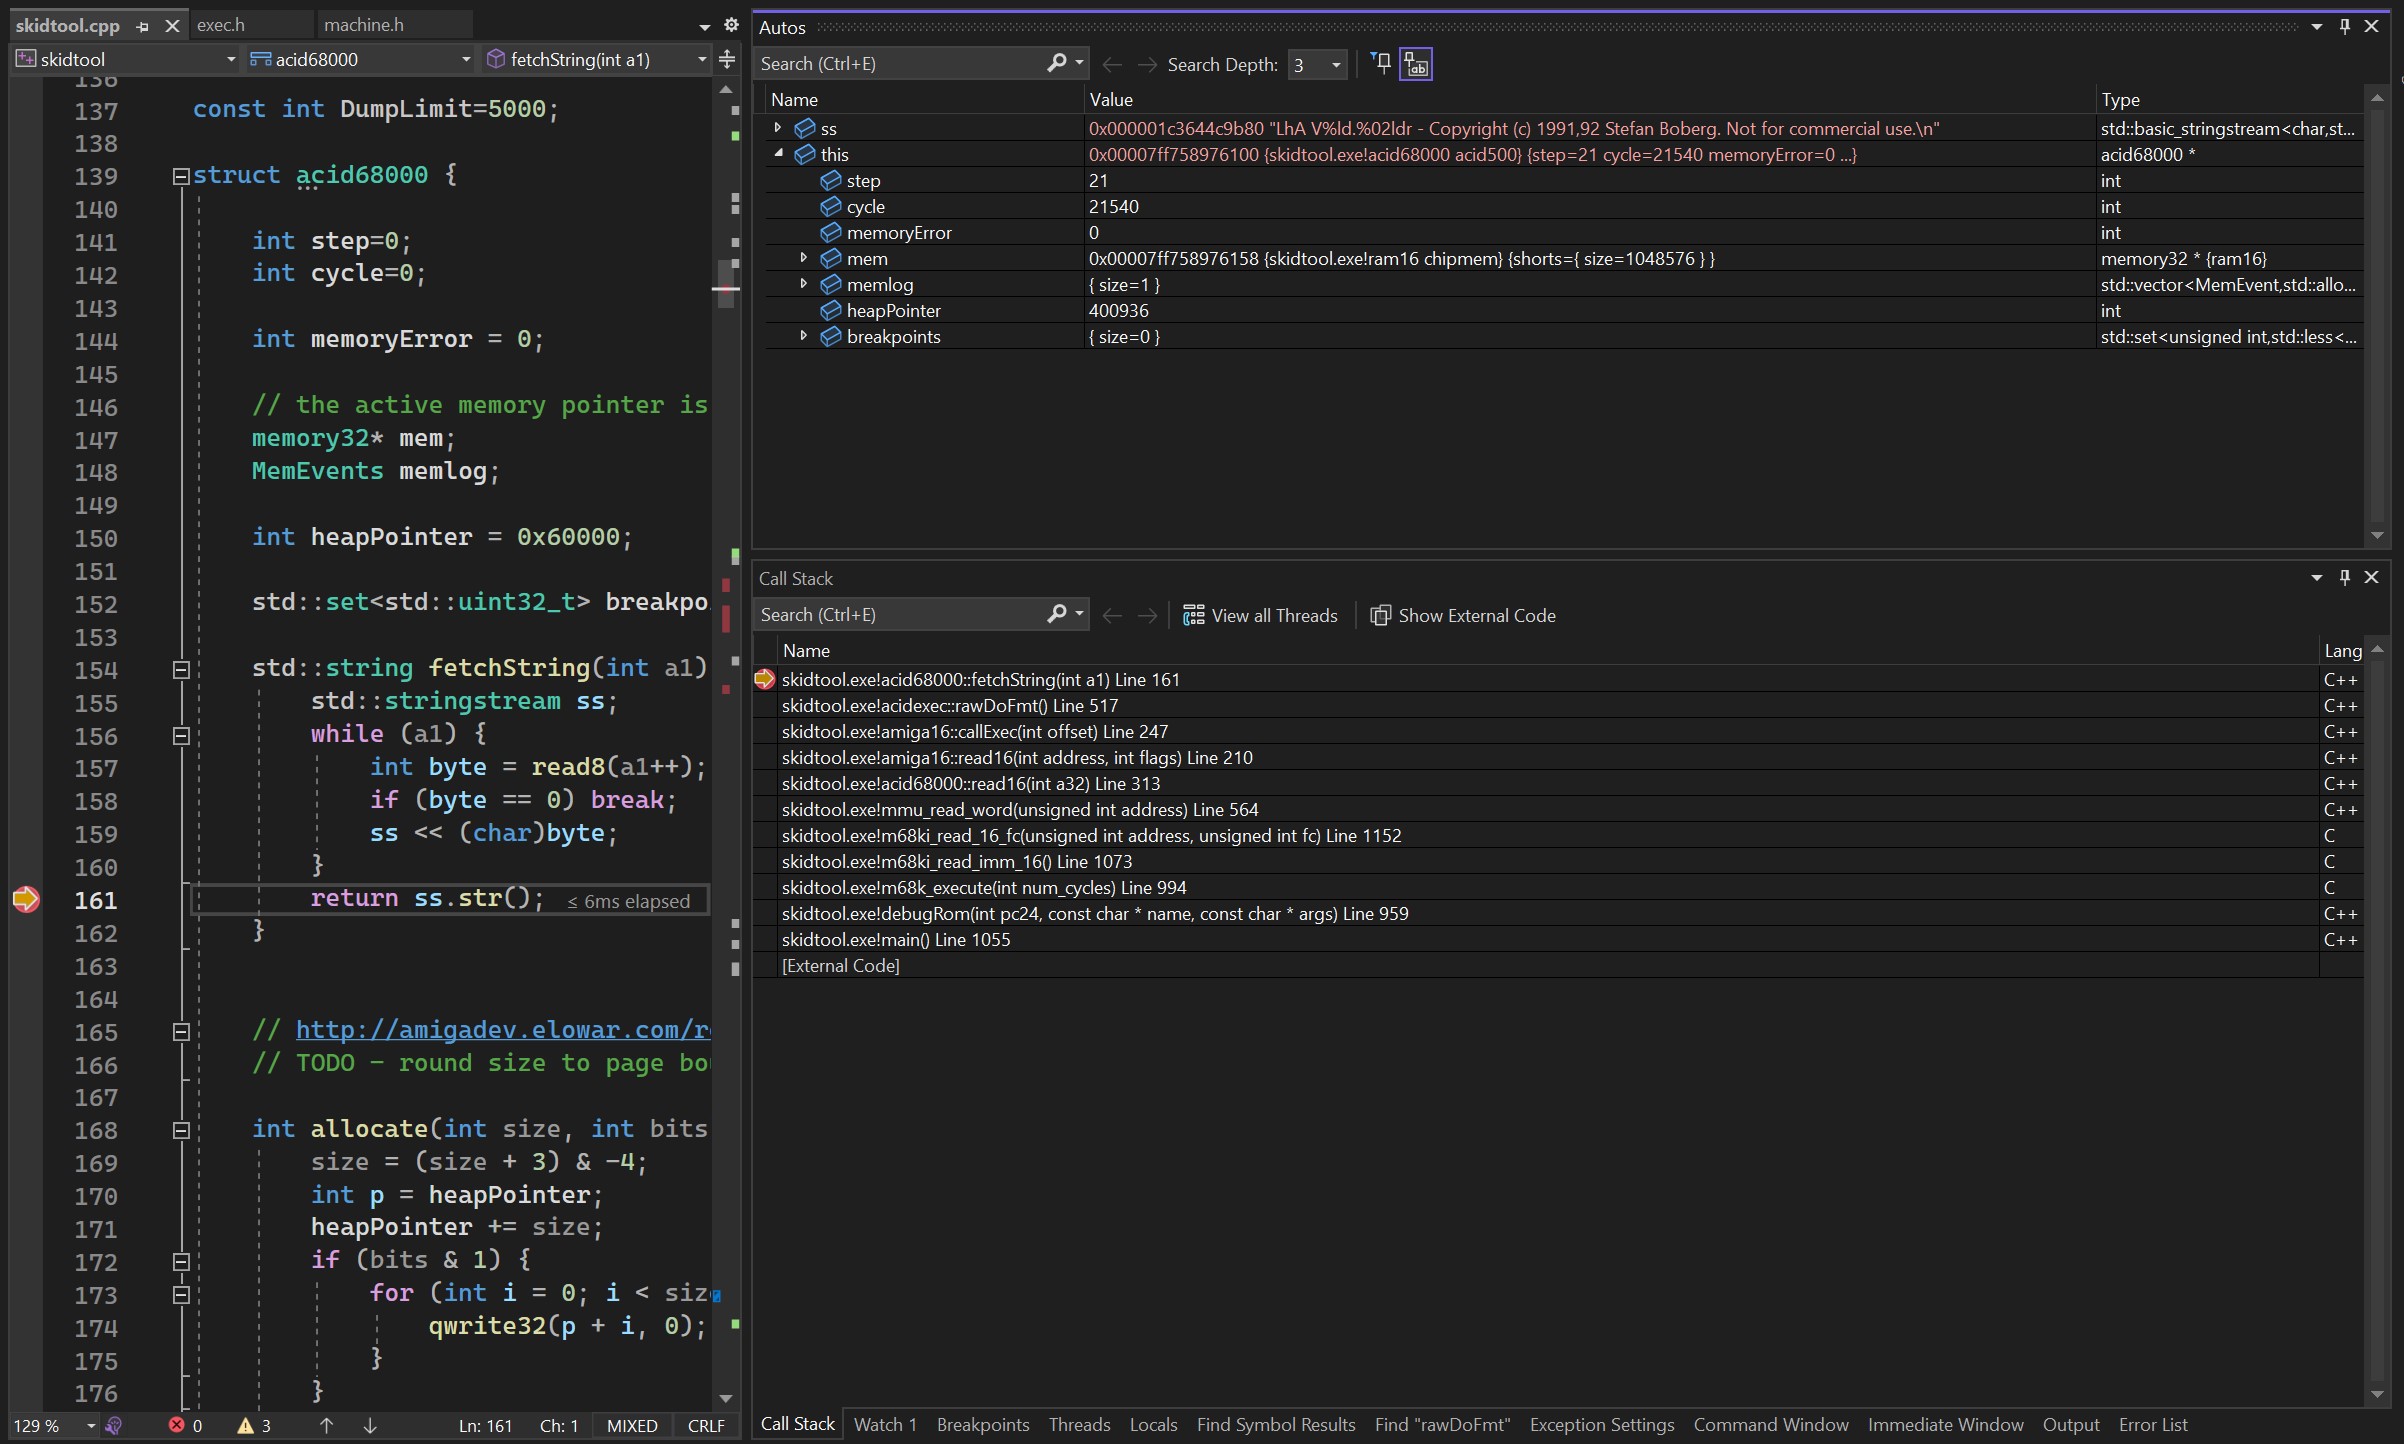 skidtool.cpp
exec.h
machine.h
skidtool
acid68000
fetchString(int a1)
136
137 const int DumpLimit=5000;
138
139 struct acid68000 {
140
141 int step=0;
142 int cycle=0;
143
144 int memoryError = 0;
145
146 // the active memory pointer is
147 memory32* mem;
148 MemEvents memlog;
149
150 int heapPointer = 0x60000;
151
152 std::set<std::uint32_t> breakpo
153
154 std::string fetchString(int a1)
155 std::stringstream ss;
156 while (a1) {
157 int byte = read8(a1++);
158 if (byte == 0) break;
159 ss << (char)byte;
160 }
161 return ss.str(); ≤ 6ms elapsed
162 }
163
164
165 // http://amigadev.elowar.com/r
166 // TODO - round size to page bo
167
168 int allocate(int size, int bits
169 size = (size + 3) & -4;
170 int p = heapPointer;
171 heapPointer += size;
172 if (bits & 1) {
173 for (int i = 0; i < siz
174 qwrite32(p + i, 0);
175 }
176 }
129 %
0
3
Ln: 161
Ch: 1
MIXED
CRLF
Autos
Search (Ctrl+E)
Search Depth: 3
Name Value Type
ss 0x000001c3644c9b80 "LhA V%ld.%02ldr - Copyright (c) 1991,92 Stefan Boberg. Not for commercial use.\n" std::basic_stringstream<char,st...
this 0x00007ff758976100 {skidtool.exe!acid68000 acid500} {step=21 cycle=21540 memoryError=0 ...} acid68000 *
step 21 int
cycle 21540 int
memoryError 0 int
mem 0x00007ff758976158 {skidtool.exe!ram16 chipmem} {shorts={ size=1048576 } } memory32 * {ram16}
memlog { size=1 } std::vector<MemEvent,std::allo...
heapPointer 400936 int
breakpoints { size=0 } std::set<unsigned int,std::less<...
Call Stack
Search (Ctrl+E)
View all Threads
Show External Code
Name Lang
skidtool.exe!acid68000::fetchString(int a1) Line 161 C++
skidtool.exe!acidexec::rawDoFmt() Line 517 C++
skidtool.exe!amiga16::callExec(int offset) Line 247 C++
skidtool.exe!amiga16::read16(int address, int flags) Line 210 C++
skidtool.exe!acid68000::read16(int a32) Line 313 C++
skidtool.exe!mmu_read_word(unsigned int address) Line 564 C++
skidtool.exe!m68ki_read_16_fc(unsigned int address, unsigned int fc) Line 1152 C
skidtool.exe!m68ki_read_imm_16() Line 1073 C
skidtool.exe!m68k_execute(int num_cycles) Line 994 C
skidtool.exe!debugRom(int pc24, const char * name, const char * args) Line 959 C++
skidtool.exe!main() Line 1055 C++
[External Code]
Call Stack
Watch 1
Breakpoints
Threads
Locals
Find Symbol Results
Find "rawDoFmt"
Exception Settings
Command Window
Immediate Window
Output
Error List